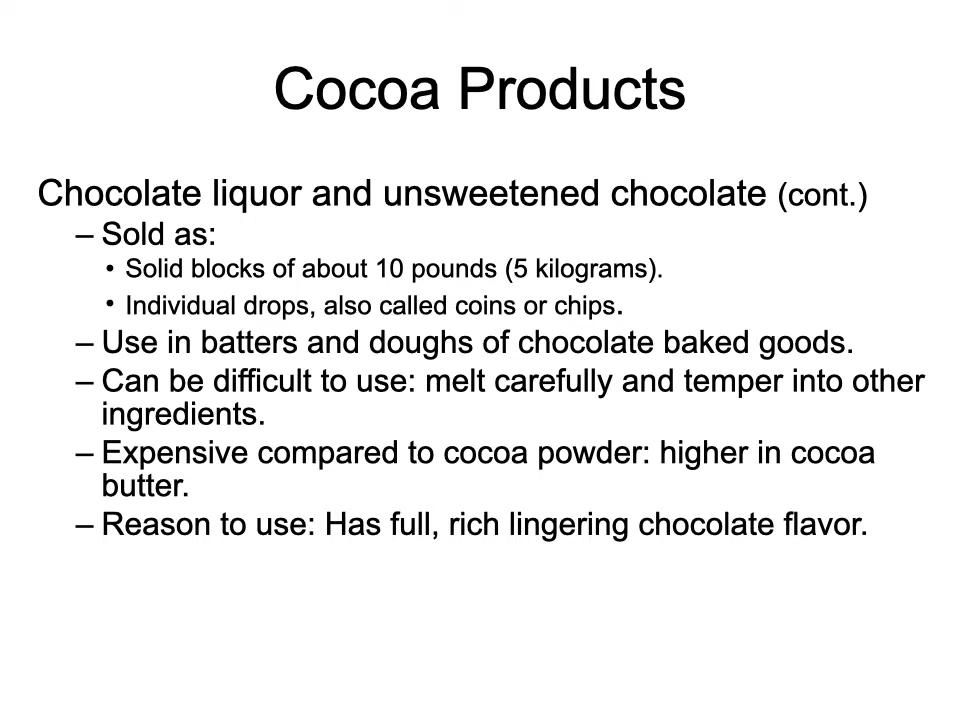 Cocoa Products
Chocolate liquor and unsweetened chocolate (cont.)
– Sold as:
• Solid blocks of about 10 pounds (5 kilograms).
• Individual drops, also called coins or chips.
– Use in batters and doughs of chocolate baked goods.
– Can be difficult to use: melt carefully and temper into other
ingredients.
– Expensive compared to cocoa powder: higher in cocoa
butter.
– Reason to use: Has full, rich lingering chocolate flavor.